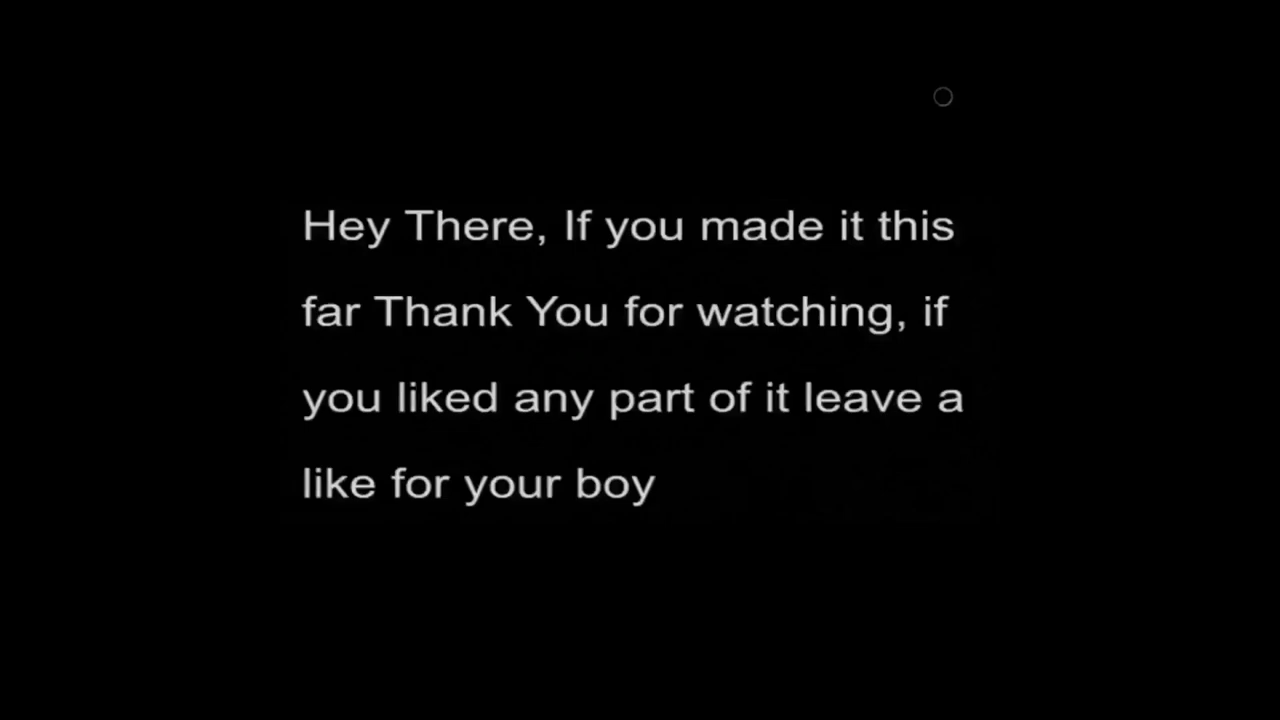 Hey There, If you made it this
far Thank You for watching, if
you liked any part of it leave a
like for your boy